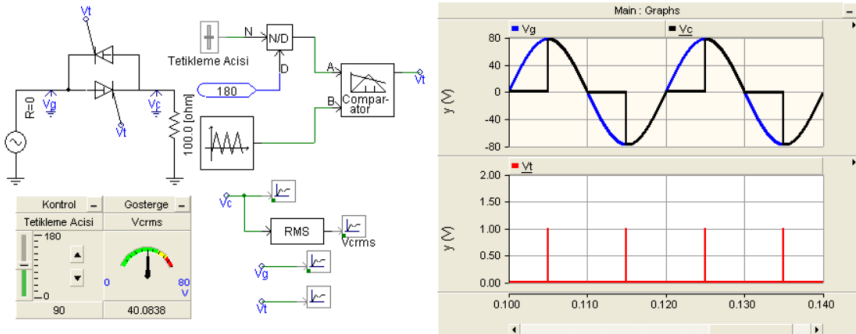 Vt
Vg
Vc
R=0
Vt
100.0 [ohm]
N
N/D
D
Tetikleme Acisi
180
A
B
Compar-
ator
Vt
Vc
RMS
Vcrms
Vg
Vt
Kontrol
Tetikleme Acisi
180
0
90
Gosterge
Vcrms
0
80
V
40.0838
Main : Graphs
Vg
Vc
80
40
0
-40
-80
y (V)
Vt
2.00
1.50
1.00
0.50
0.00
y (V)
0.100
0.110
0.120
0.130
0.140